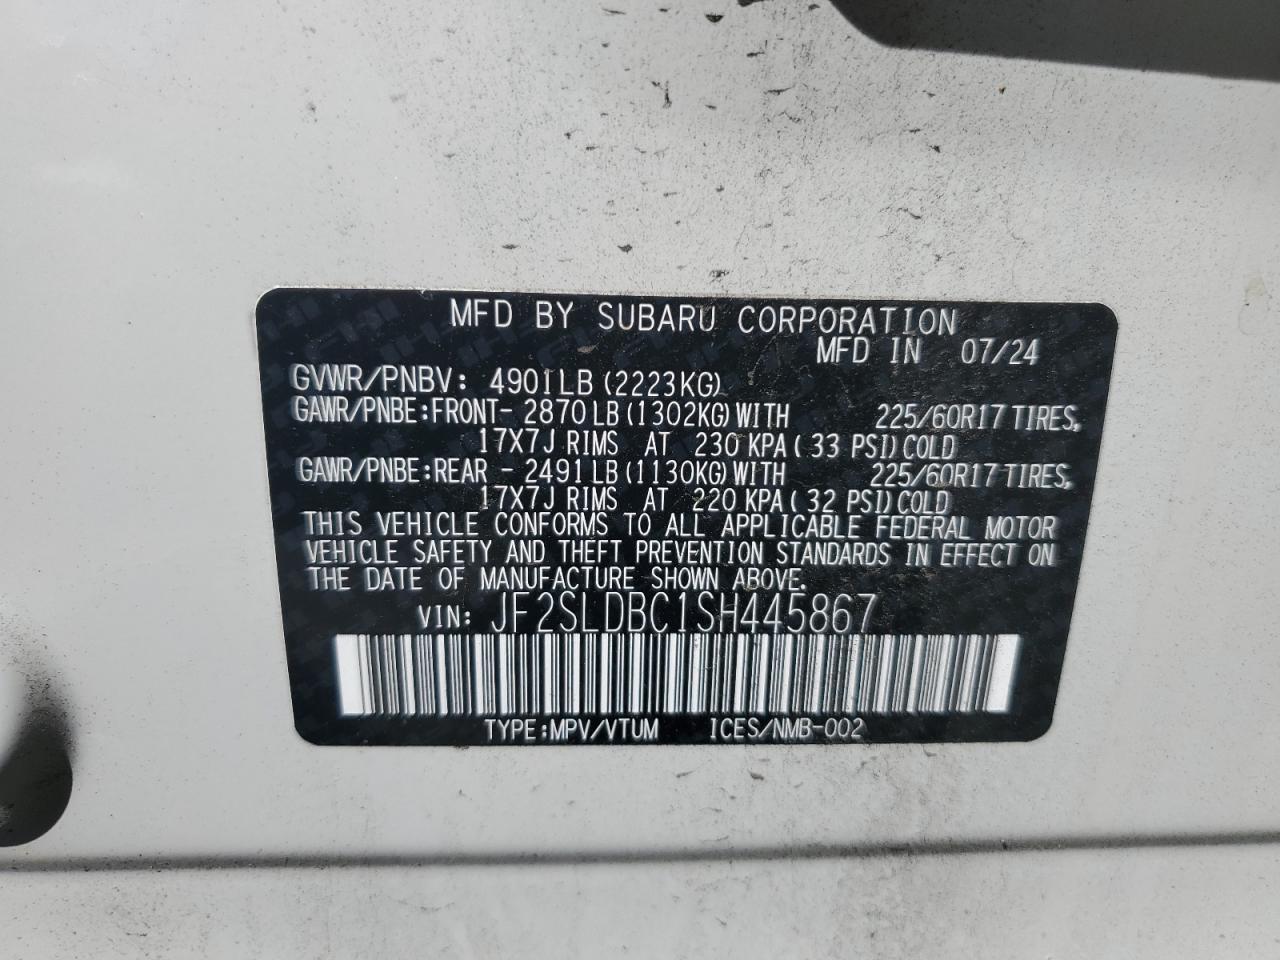 MFD BY SUBARU CORPORATION
MFD IN 07/24
GVWR/PNBV: 4901LB (2223KG)
GAWR/PNBE:FRONT- 2870LB (1302KG) WITH 225/60R17 TIRES,
17X7J RIMS AT 230 KPA ( 33 PSI) COLD
GAWR/PNBE:REAR - 2491LB (1130KG) WITH 225/60R17 TIRES,
17X7J RIMS AT 220 KPA ( 32 PSI) COLD
THIS VEHICLE CONFORMS TO ALL APPLICABLE FEDERAL MOTOR
VEHICLE SAFETY AND THEFT PREVENTION STANDARDS IN EFFECT ON
THE DATE OF MANUFACTURE SHOWN ABOVE.
VIN: JF2SLDBC1SH445867
TYPE:MPV/VTUM ICES/NMB-002